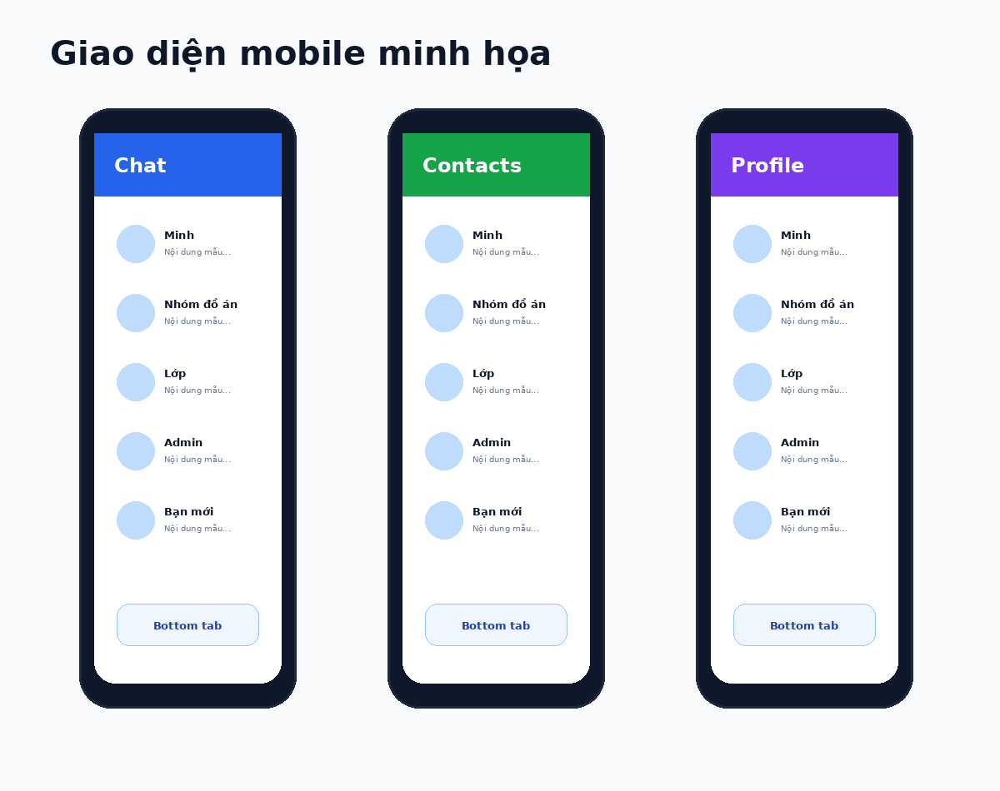 Giao diện mobile minh họa
Chat
Minh
Nội dung mẫu...
Nhóm đồ án
Nội dung mẫu...
Lớp
Nội dung mẫu...
Admin
Nội dung mẫu...
Bạn mới
Nội dung mẫu...
Bottom tab
Contacts
Minh
Nội dung mẫu...
Nhóm đồ án
Nội dung mẫu...
Lớp
Nội dung mẫu...
Admin
Nội dung mẫu...
Bạn mới
Nội dung mẫu...
Bottom tab
Profile
Minh
Nội dung mẫu...
Nhóm đồ án
Nội dung mẫu...
Lớp
Nội dung mẫu...
Admin
Nội dung mẫu...
Bạn mới
Nội dung mẫu...
Bottom tab